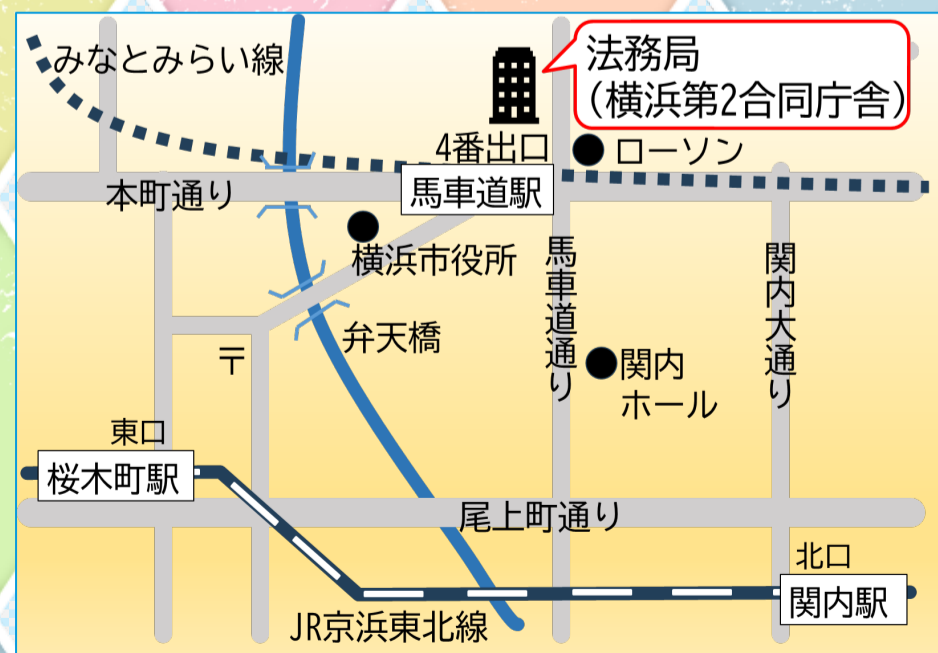 みなとみらい線
法務局
(横浜第2合同庁舎)
4番出口
ローソン
本町通り
馬車道駅
横浜市役所
馬車道通り
関内大通り
弁天橋
〒
関内
ホール
東口
桜木町駅
尾上町通り
北口
関内駅
JR京浜東北線